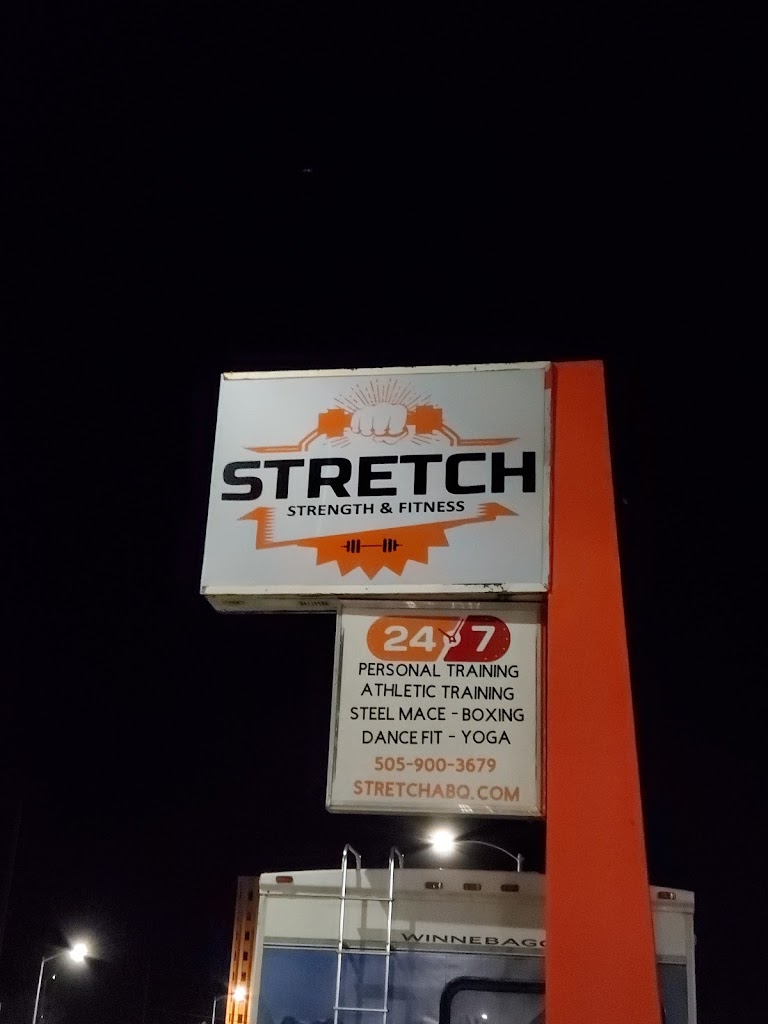 STRETCH
STRENGTH & FITNESS
24 7
PERSONAL TRAINING
ATHLETIC TRAINING
STEEL MACE - BOXING
DANCE FIT - YOGA
505-900-3679
STRETCHABQ.COM
WINNEBAGO